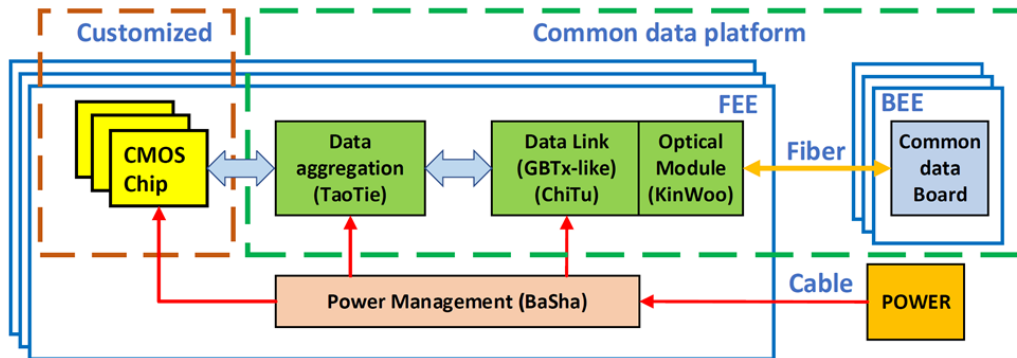 Customized
Common data platform
FEE
BEE
CMOS
Chip
Data
aggregation
(TaoTie)
Data Link
(GBTx-like)
(ChiTu)
Optical
Module
(KinWoo)
Fiber
Common
data
Board
Power Management (BaSha)
Cable
POWER